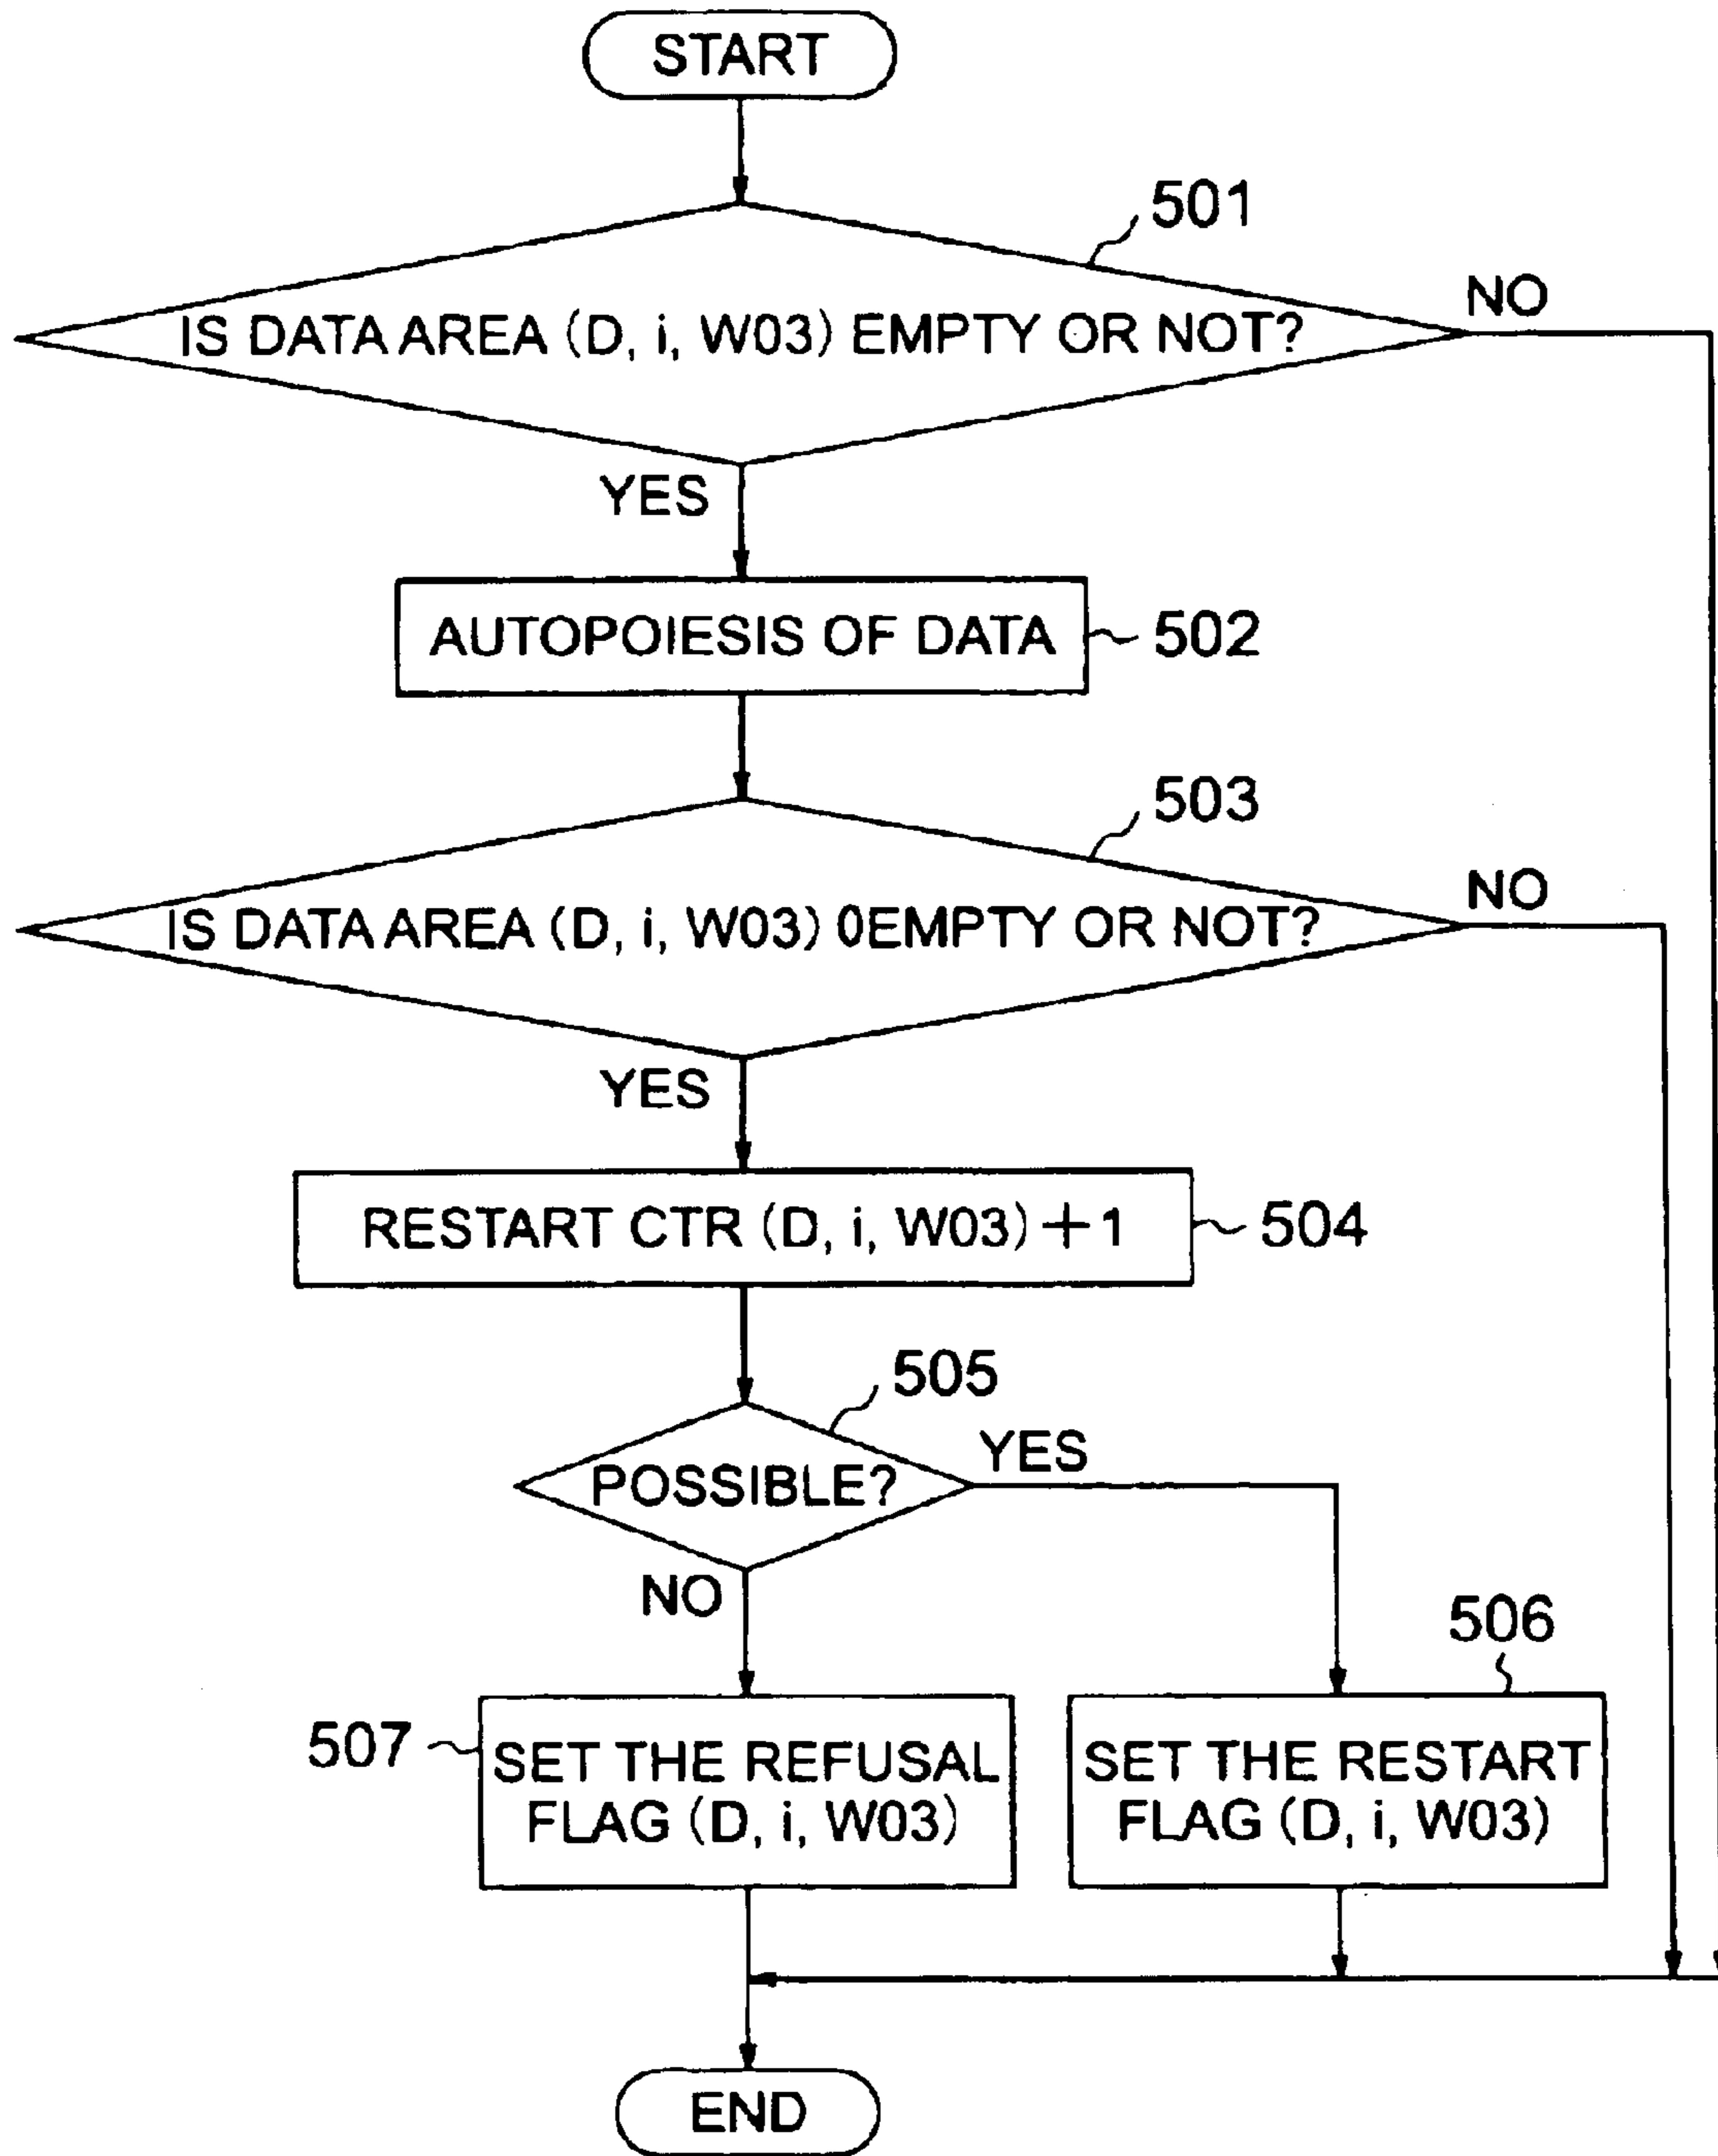 START
501
IS DATA AREA (D, i, W03) EMPTY OR NOT?
NO
YES
AUTOPOIESIS OF DATA
502
503
IS DATA AREA (D, i, W03) 0EMPTY OR NOT?
NO
YES
RESTART CTR (D, i, W03) +1
504
505
POSSIBLE?
YES
NO
506
507
SET THE REFUSAL
FLAG (D, i, W03)
SET THE RESTART
FLAG (D, i, W03)
END